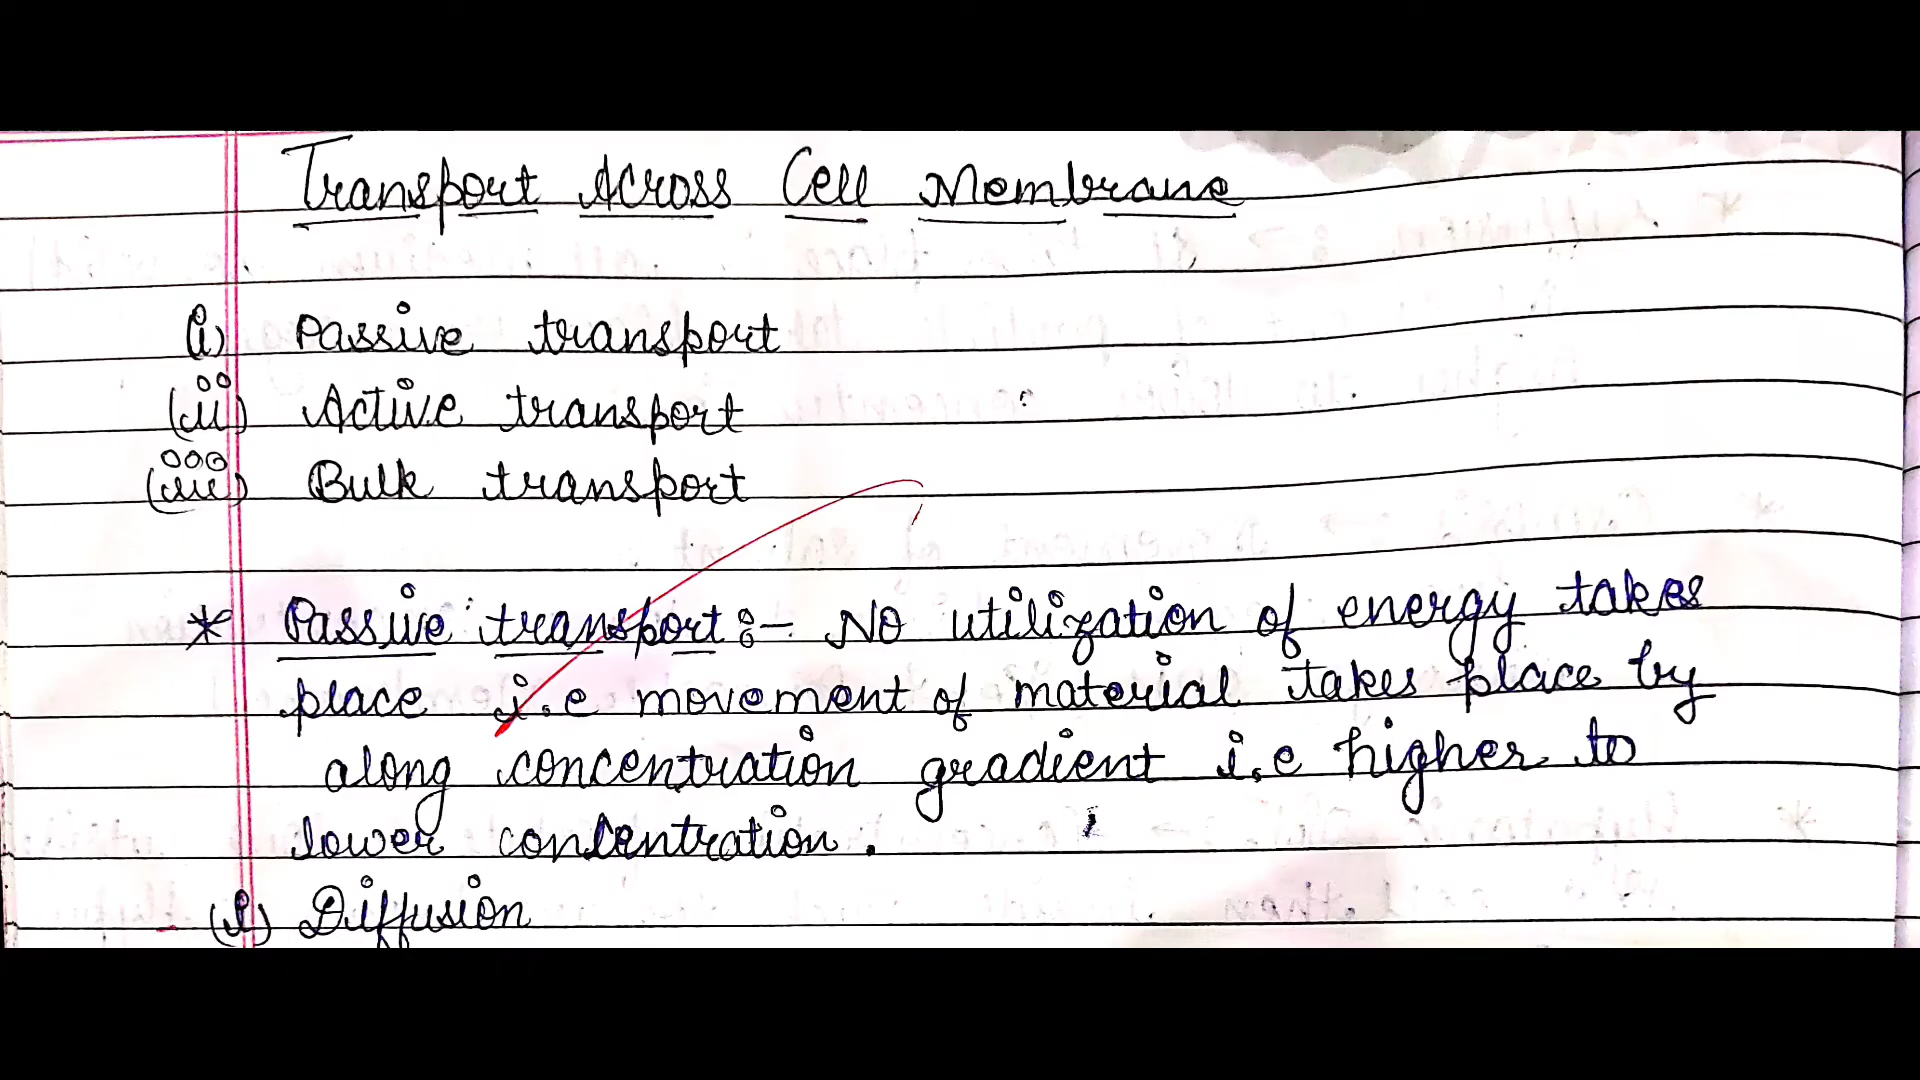 Transport Across Cell Membrane
(i) Passive transport
(ii) Active transport
(iii) Bulk transport
* Passive transport :- No utilization of energy takes
place i.e movement of material takes place by
along concentration gradient i.e higher to
lower concentration.
(i) Diffusion